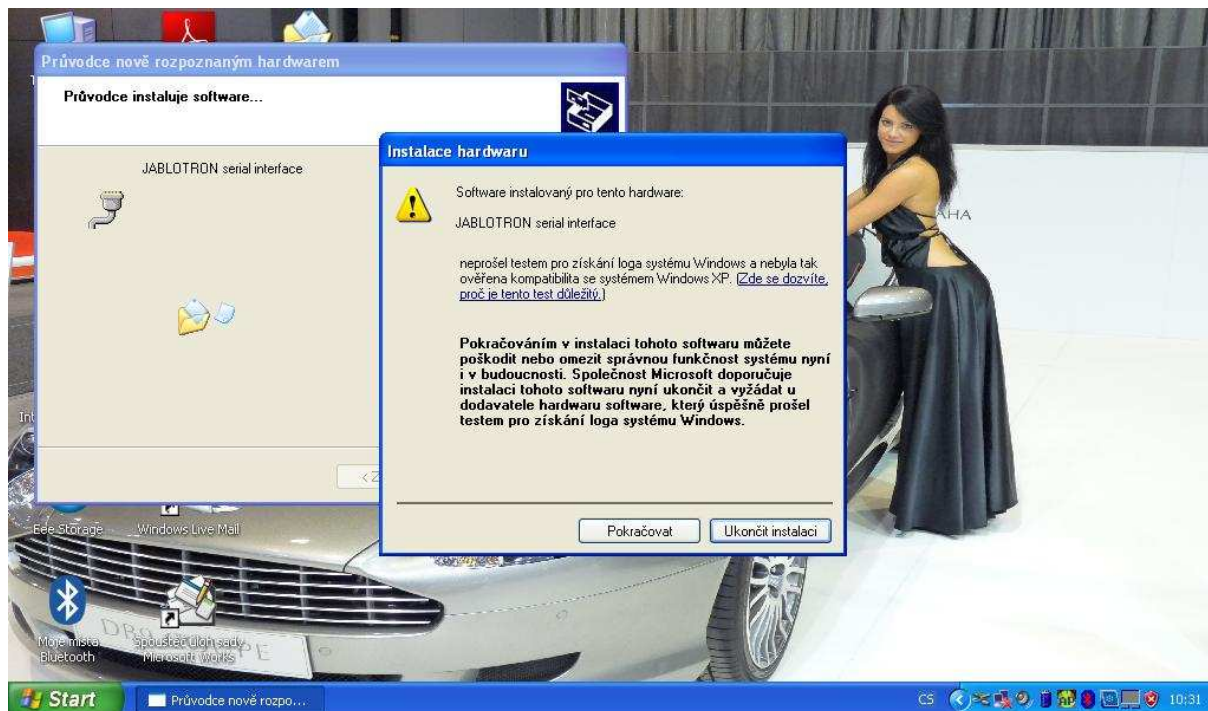 Průvodce nově rozpoznaným hardwarem
Průvodce instaluje software...
JABLOTRON serial interface
Instalace hardwaru
Software instalovaný pro tento hardware:
JABLOTRON serial interface
neprošel testem pro získání loga systému Windows a nebyla tak
ověřena kompatibilita se systémem Windows XP. (Zde se dozvíte,
proč je tento test důležitý.)
Pokračováním v instalaci tohoto softwaru můžete
poškodit nebo omezit správnou funkčnost systému nyní
i v budoucnosti. Společnost Microsoft doporučuje
instalaci tohoto softwaru nyní ukončit a vyžádat u
dodavatele hardwaru software, který úspěšně prošel
testem pro získání loga systému Windows.
Pokračovat
Ukončit instalaci
AHA
Int
< Z
Eee Storage
Windows Live Mail
Moje místa
Bluetooth
Spouštěč úloh sady
Microsoft Works
Start
Průvodce nově rozpo...
CS
10:31